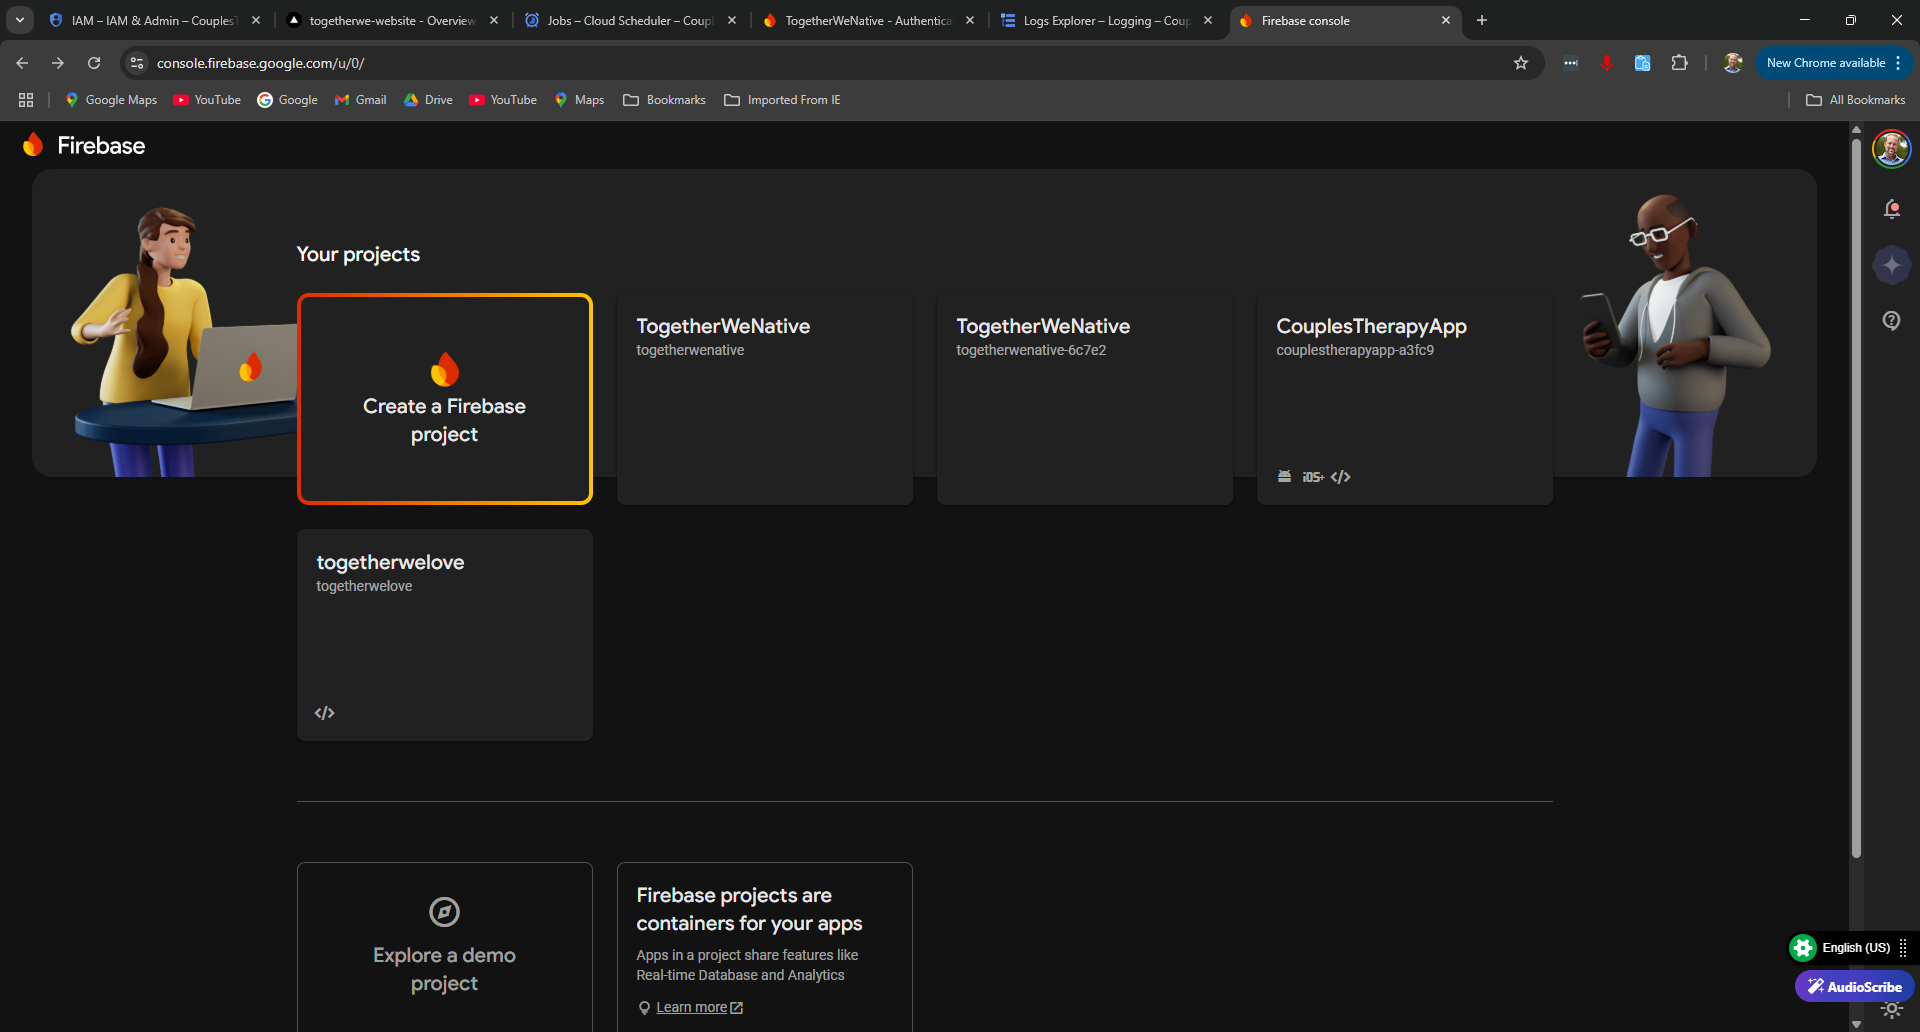 IAM – IAM & Admin – CouplesT
togetherwe-website - Overview
Jobs – Cloud Scheduler – Coupl
TogetherWeNative - Authentica
Logs Explorer – Logging – Coup
Firebase console
console.firebase.google.com/u/0/
New Chrome available
Google Maps
YouTube
Google
Gmail
Drive
YouTube
Maps
Bookmarks
Imported From IE
All Bookmarks
Firebase
Your projects
Create a Firebase
project
TogetherWeNative
togetherwenative
TogetherWeNative
togetherwenative-6c7e2
CouplesTherapyApp
couplestherapyapp-a3fc9
iOS+
togetherwelove
togetherwelove
Explore a demo
project
Firebase projects are
containers for your apps
Apps in a project share features like
Real-time Database and Analytics
Learn more
English (US)
AudioScribe